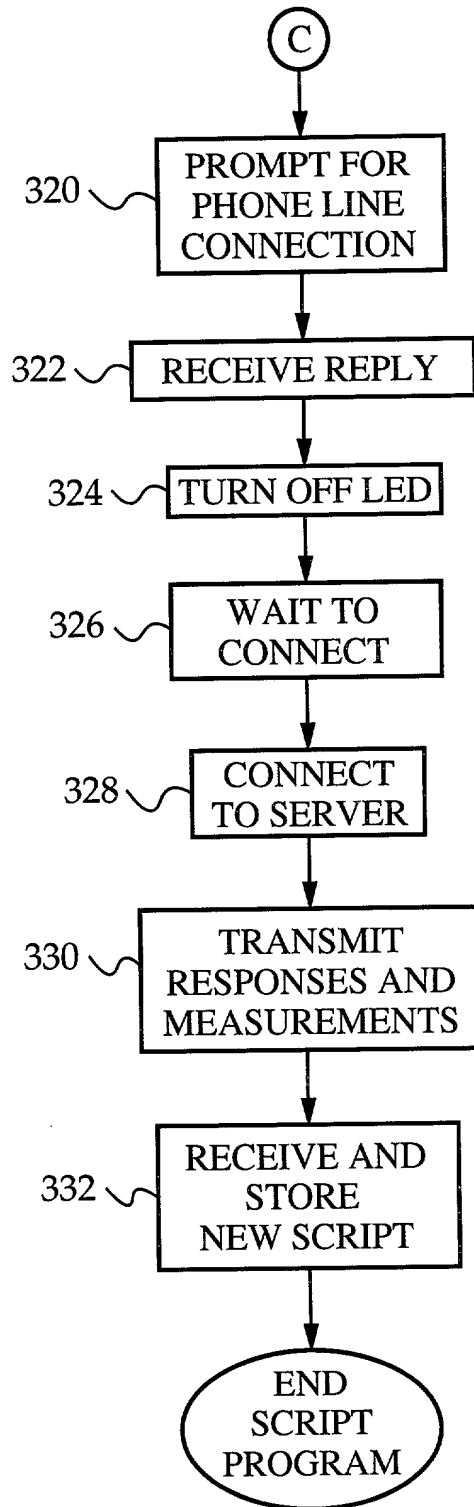 C
320
PROMPT FOR
PHONE LINE
CONNECTION
322
RECEIVE REPLY
324
TURN OFF LED
326
WAIT TO
CONNECT
328
CONNECT
TO SERVER
330
TRANSMIT
RESPONSES AND
MEASUREMENTS
332
RECEIVE AND
STORE
NEW SCRIPT
END
SCRIPT
PROGRAM